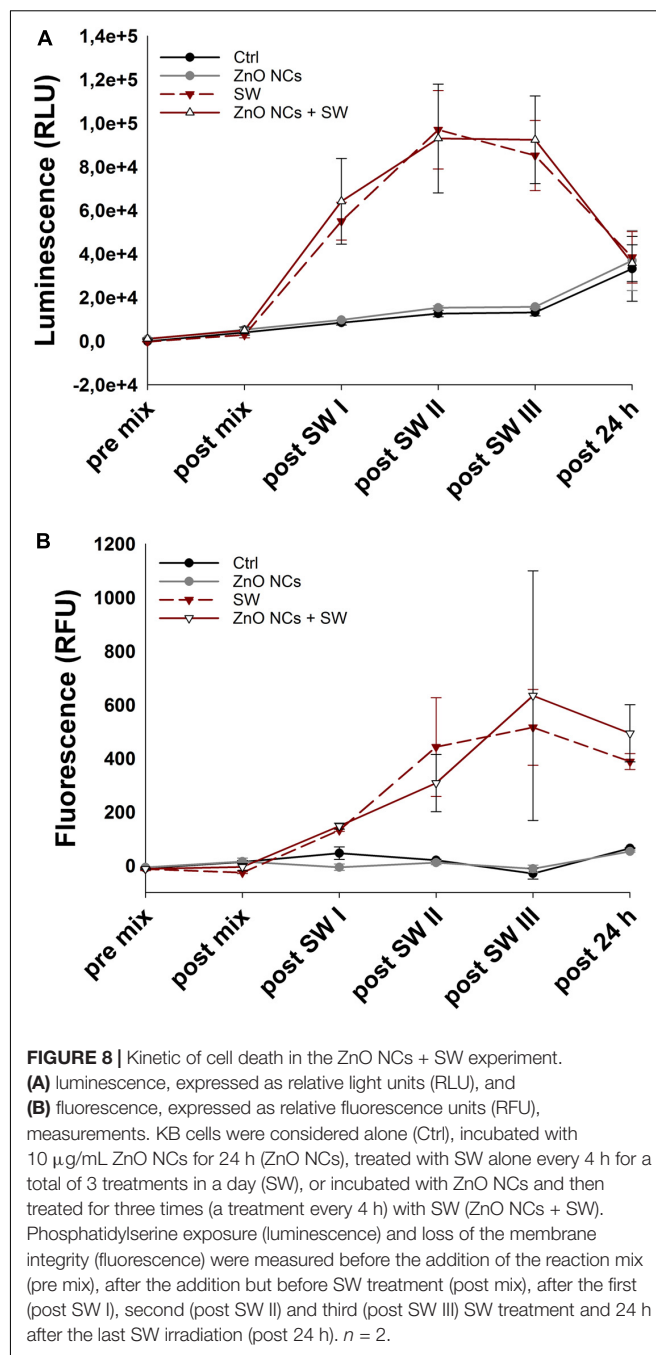 A
Luminescence (RLU)
1,4e+5
1,2e+5
1,0e+5
8,0e+4
6,0e+4
4,0e+4
2,0e+4
0,0
-2,0e+4
Ctrl
ZnO NCs
SW
ZnO NCs + SW
pre mix
post mix
post SW I
post SW II
post SW III
post 24 h
B
Fluorescence (RFU)
1200
1000
800
600
400
200
0
Ctrl
ZnO NCs
SW
ZnO NCs + SW
pre mix
post mix
post SW I
post SW II
post SW III
post 24 h
FIGURE 8 | Kinetic of cell death in the ZnO NCs + SW experiment.
(A) luminescence, expressed as relative light units (RLU), and
(B) fluorescence, expressed as relative fluorescence units (RFU),
measurements. KB cells were considered alone (Ctrl), incubated with
10 μg/mL ZnO NCs for 24 h (ZnO NCs), treated with SW alone every 4 h for a
total of 3 treatments in a day (SW), or incubated with ZnO NCs and then
treated for three times (a treatment every 4 h) with SW (ZnO NCs + SW).
Phosphatidylserine exposure (luminescence) and loss of the membrane
integrity (fluorescence) were measured before the addition of the reaction mix
(pre mix), after the addition but before SW treatment (post mix), after the first
(post SW I), second (post SW II) and third (post SW III) SW treatment and 24 h
after the last SW irradiation (post 24 h). n = 2.